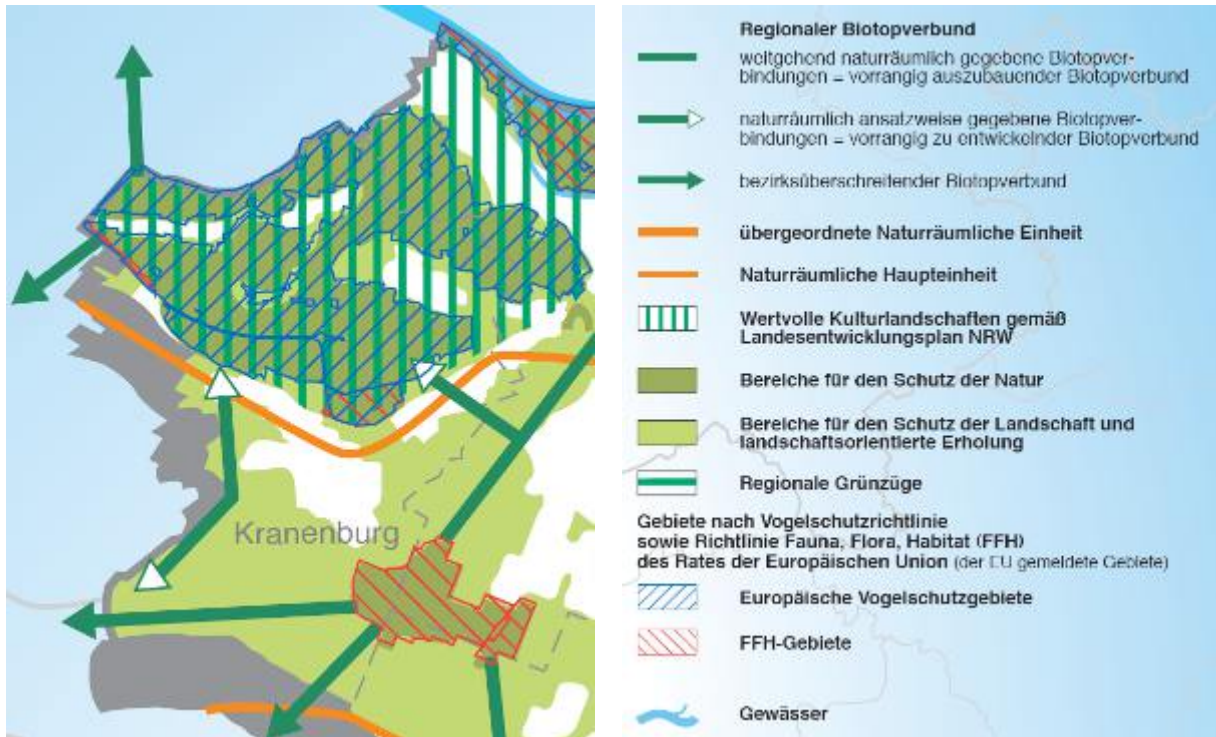 Kranenburg
Regionaler Biotopverbund
weitgehend naturräumlich gegebene Biotopver-
bindungen = vorrangig auszubauender Biotopverbund
naturräumlich ansatzweise gegebene Biotopver-
bindungen = vorrangig zu entwickelnder Biotopverbund
bezirksüberschreitender Biotopverbund
übergeordnete Naturräumliche Einheit
Naturräumliche Haupteinheit
Wertvolle Kulturlandschaften gemäß
Landesentwicklungsplan NRW
Bereiche für den Schutz der Natur
Bereiche für den Schutz der Landschaft und
landschaftsorientierte Erholung
Regionale Grünzüge
Gebiete nach Vogelschutzrichtlinie
sowie Richtlinie Fauna, Flora, Habitat (FFH)
des Rates der Europäischen Union (der EU gemeldete Gebiete)
Europäische Vogelschutzgebiete
FFH-Gebiete
Gewässer